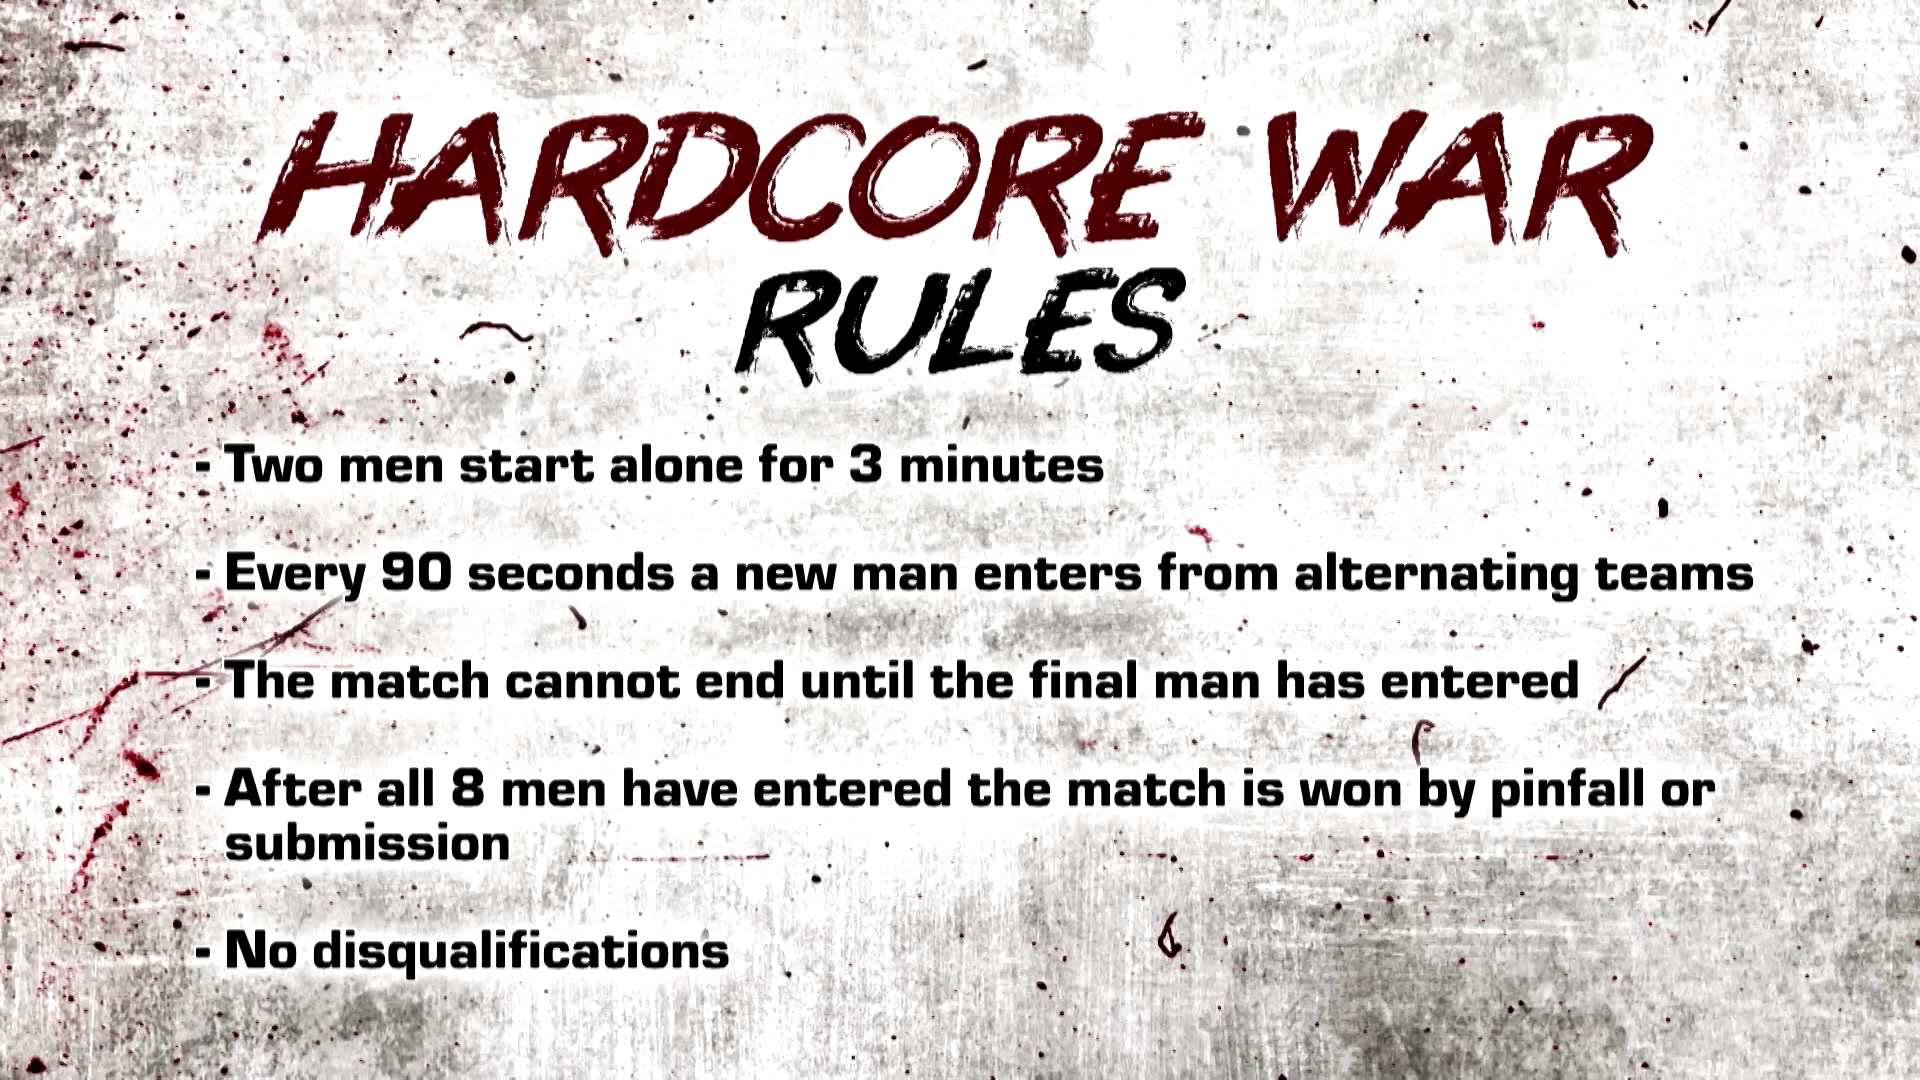 HARDCORE WAR
RULES
- Two men start alone for 3 minutes
- Every 90 seconds a new man enters from alternating teams
- The match cannot end until the final man has entered
- After all 8 men have entered the match is won by pinfall or
submission
- No disqualifications